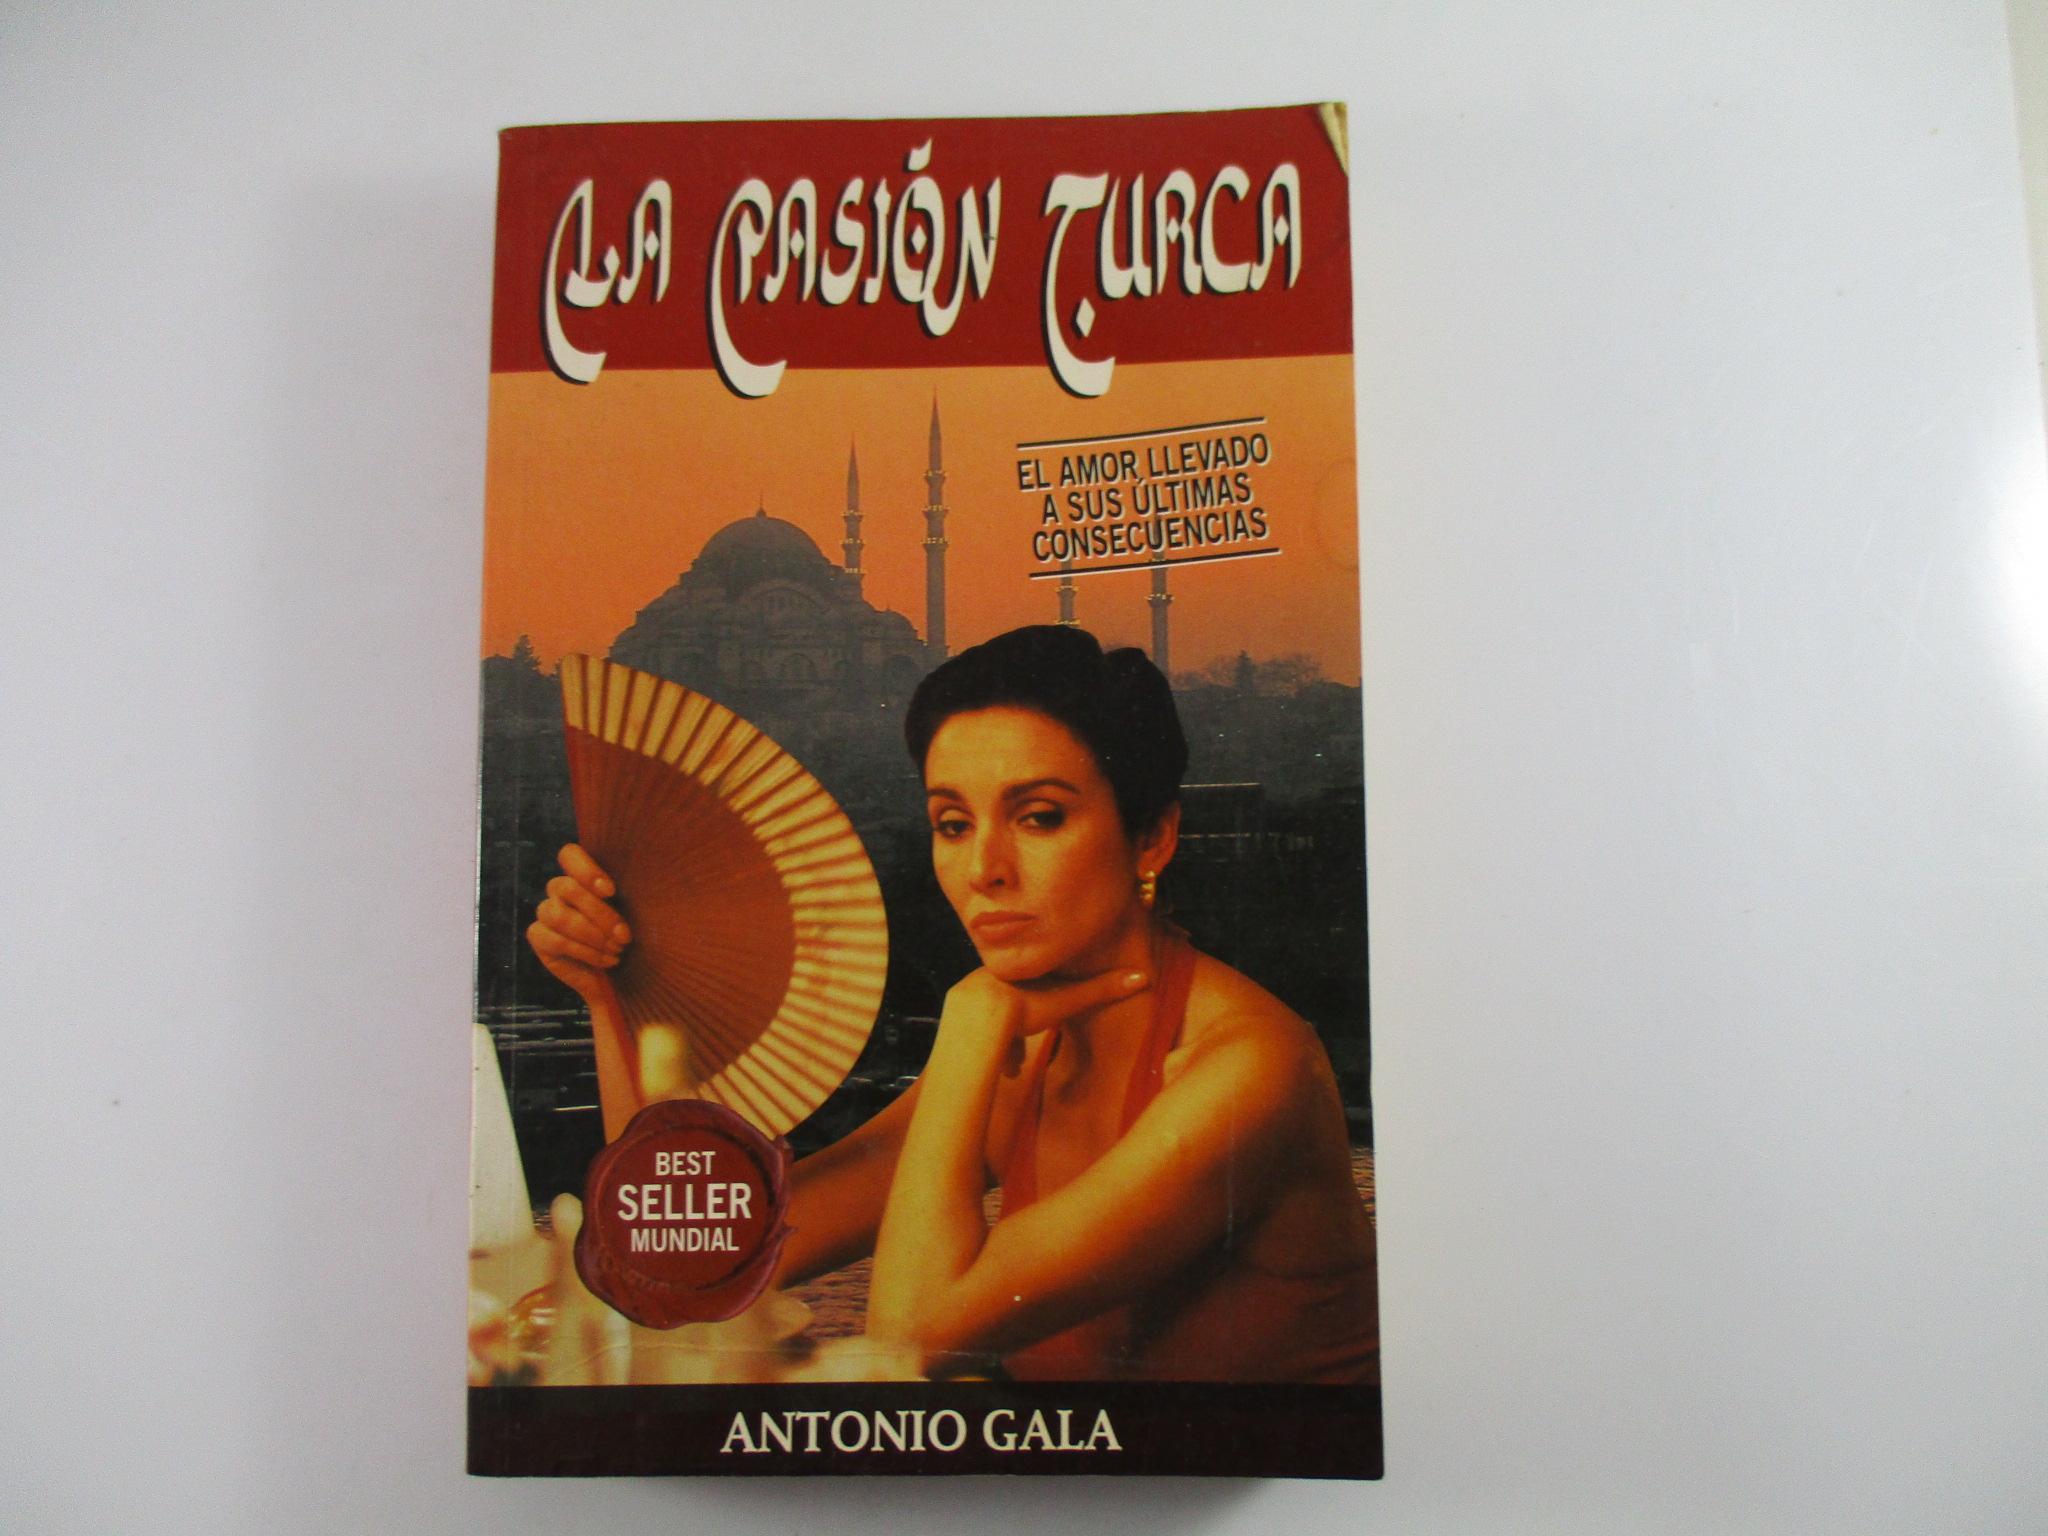 LA PASIÓN TURCA
EL AMOR LLEVADO
A SUS ÚLTIMAS
CONSECUENCIAS
BEST
SELLER
MUNDIAL
ANTONIO GALA